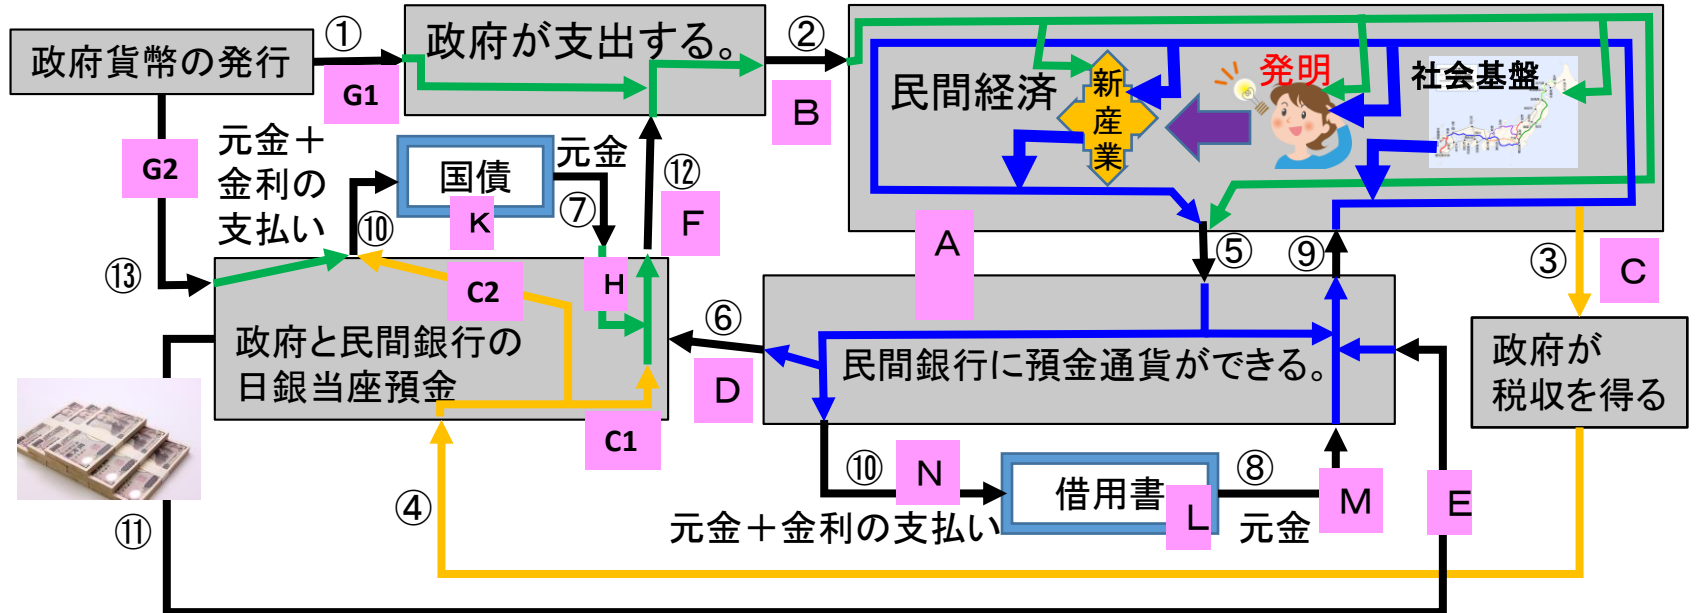 政府貨幣の発行
①
G1
政府が支出する。
②
B
民間経済
新産業
発明
社会基盤
G2
元金＋
金利の
支払い
⑩
国債
K
元金
⑦
⑫
F
A
⑤
⑨
③
C
⑬
C2
H
政府と民間銀行の
日銀当座預金
C1
⑥
D
民間銀行に預金通貨ができる。
政府が
税収を得る
⑪
④
⑩
N
元金＋金利の支払い
借用書
L
⑧
元金
M
E